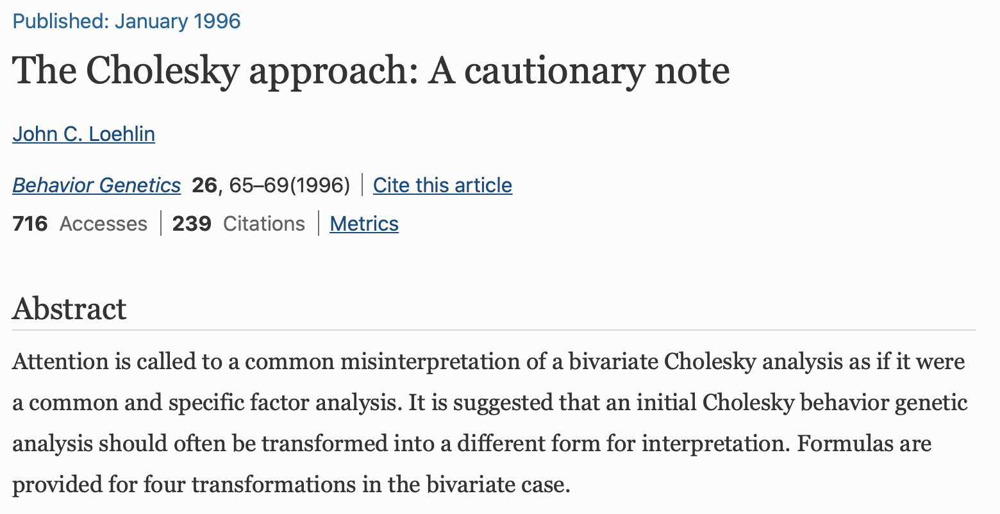 Published: January 1996
The Cholesky approach: A cautionary note
John C. Loehlin
Behavior Genetics 26, 65–69(1996) | Cite this article
716 Accesses | 239 Citations | Metrics
Abstract
Attention is called to a common misinterpretation of a bivariate Cholesky analysis as if it were
a common and specific factor analysis. It is suggested that an initial Cholesky behavior genetic
analysis should often be transformed into a different form for interpretation. Formulas are
provided for four transformations in the bivariate case.